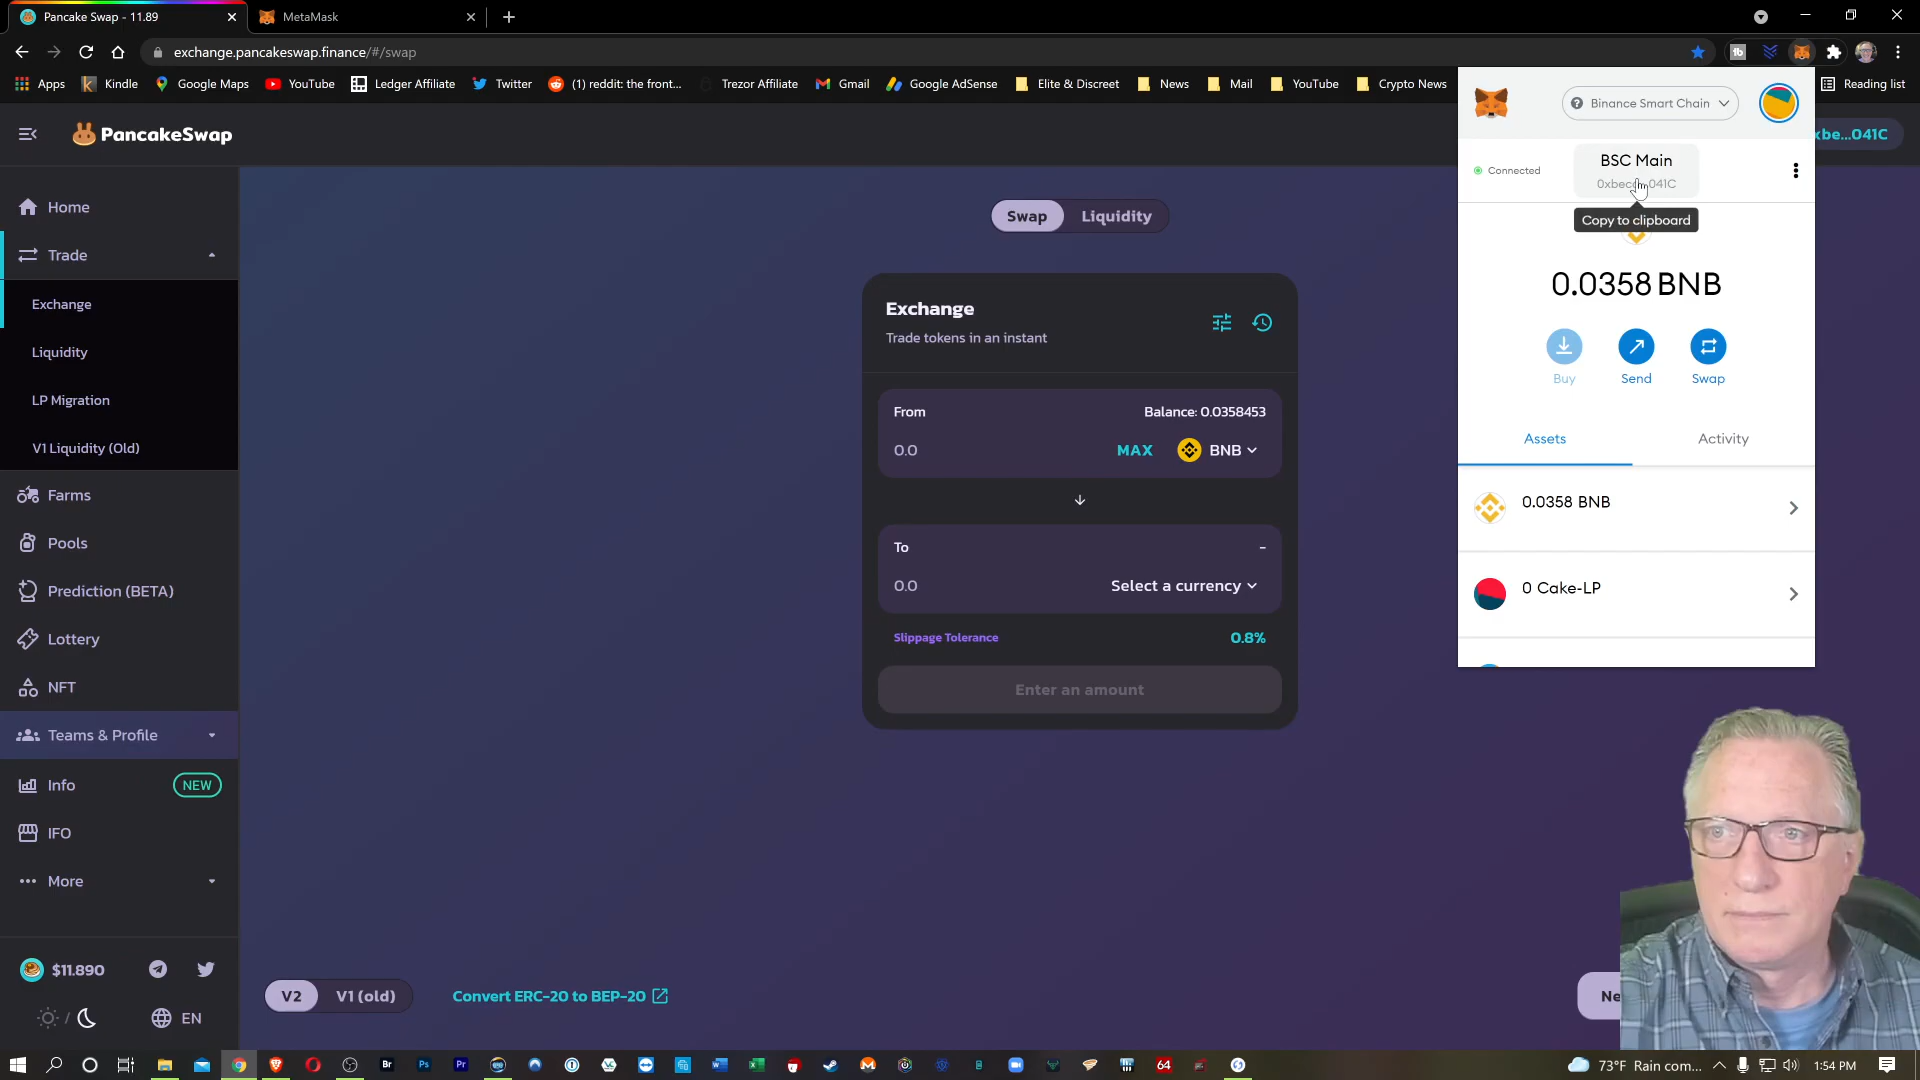 Pancake Swap - 11.89
MetaMask
exchange.pancakeswap.finance/#/swap
Apps
Kindle
Google Maps
YouTube
Ledger Affiliate
Twitter
(1) reddit: the front...
Trezor Affiliate
Gmail
Google AdSense
Elite & Discreet
News
Mail
YouTube
Crypto News
Reading list
PancakeSwap
Binance Smart Chain
Connected
BSC Main
Copy to clipboard
0.0358 BNB
Buy
Send
Swap
Assets
Activity
0.0358 BNB
0 Cake-LP
Home
Trade
Exchange
Liquidity
LP Migration
V1 Liquidity (Old)
Farms
Pools
Prediction (BETA)
Lottery
NFT
Teams & Profile
Info
NEW
IFO
More
$11.890
EN
Swap
Liquidity
Exchange
Trade tokens in an instant
From
Balance: 0.0358453
0.0
MAX
BNB
To
-
0.0
Select a currency
Slippage Tolerance
0.8%
Enter an amount
V2
V1 (old)
Convert ERC-20 to BEP-20
Br
Ps
Pr
64
73°F Rain com...
1:54 PM